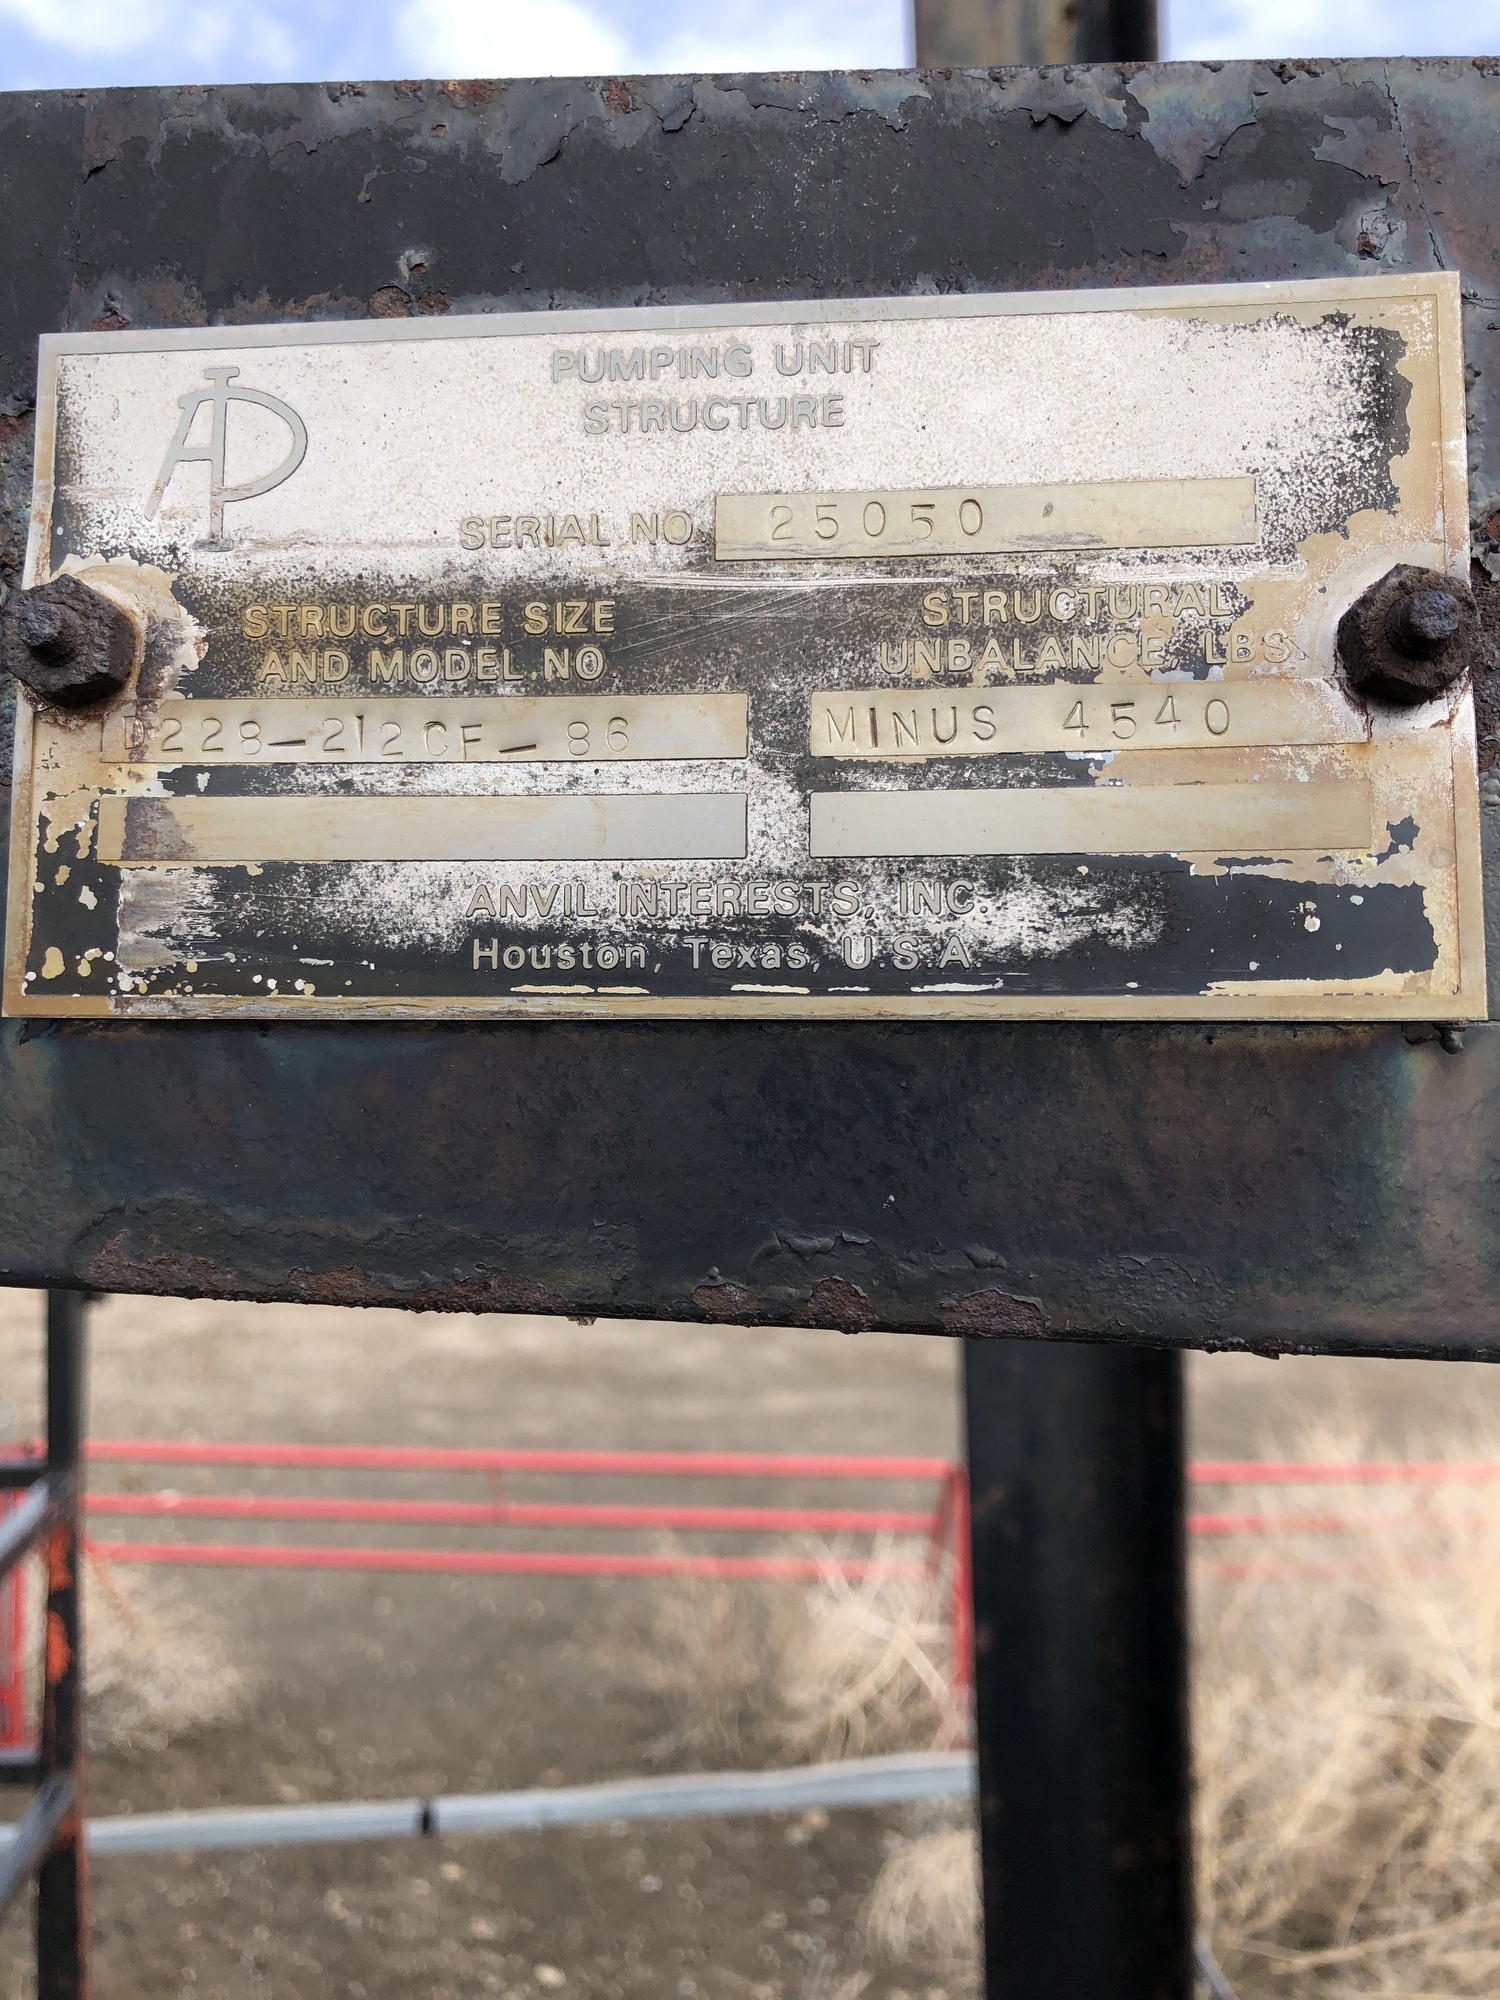 AP
PUMPING UNIT
STRUCTURE
SERIAL NO. 25050
STRUCTURE SIZE
AND MODEL NO.
D228-212CF-86
STRUCTURAL
UNBALANCE, LBS.
MINUS 4540
ANVIL INTERESTS, INC.
Houston, Texas, U.S.A.